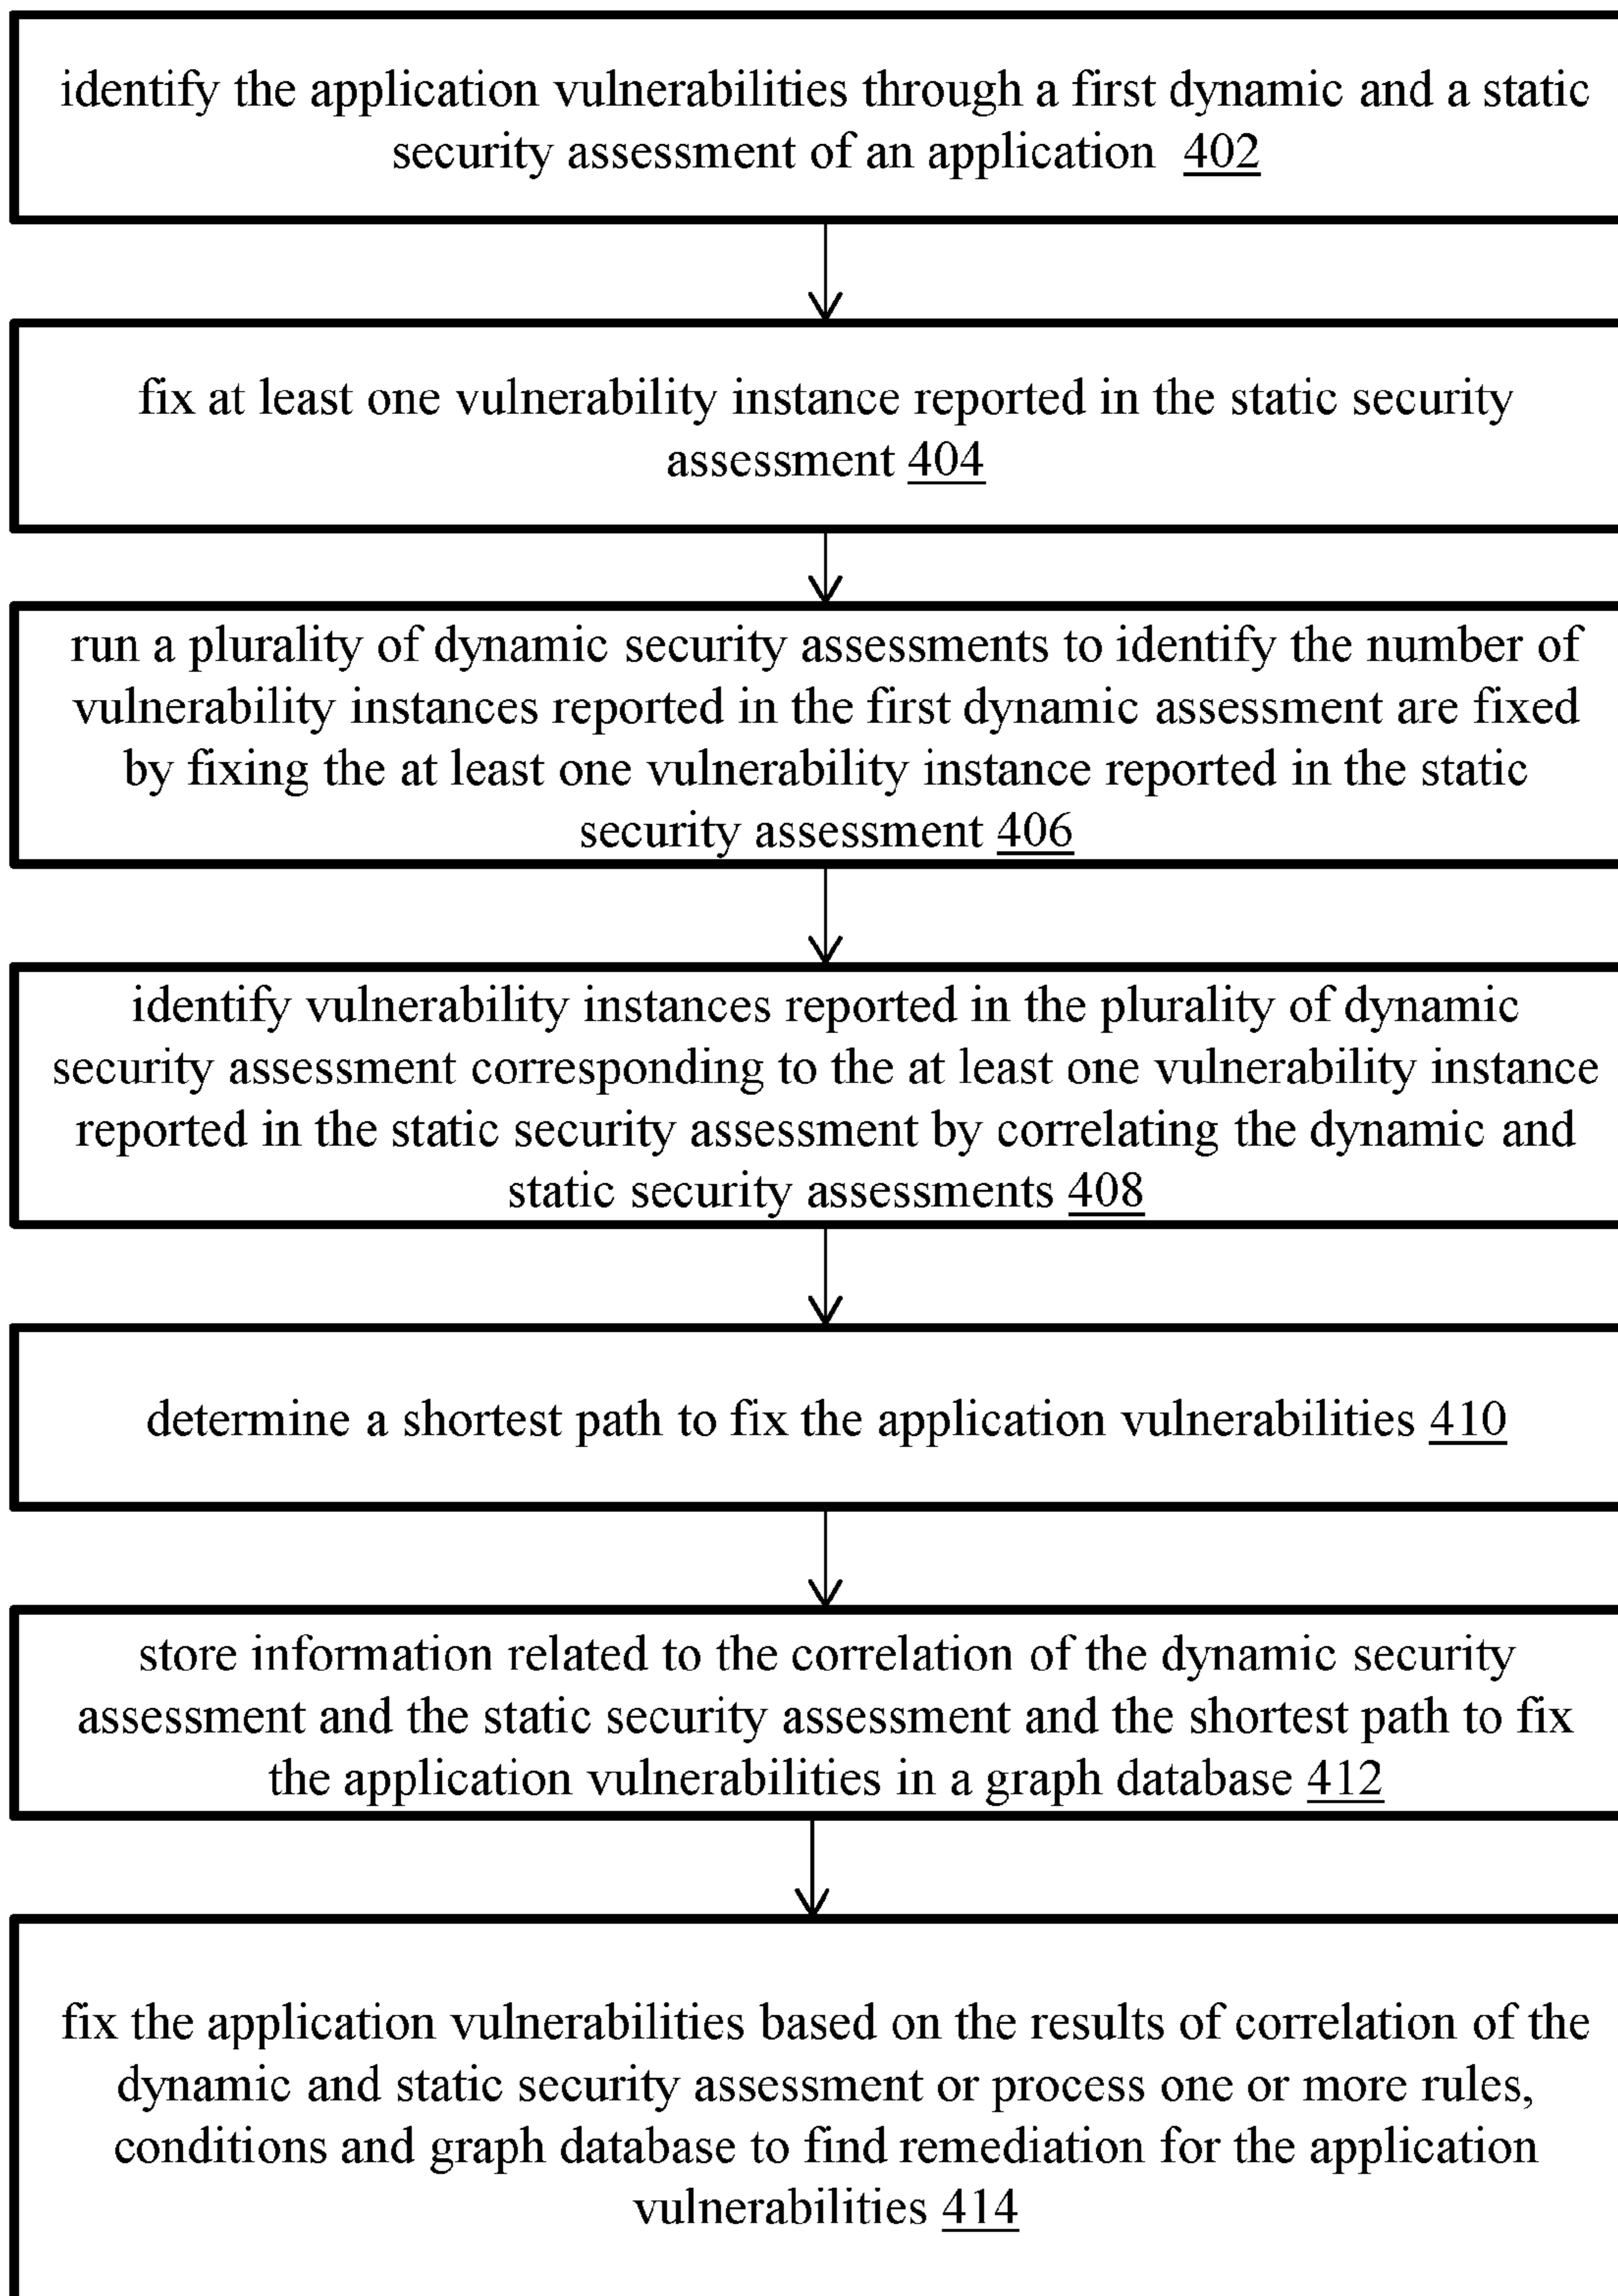 identify the application vulnerabilities through a first dynamic and a static
security assessment of an application 402
fix at least one vulnerability instance reported in the static security
assessment 404
run a plurality of dynamic security assessments to identify the number of
vulnerability instances reported in the first dynamic assessment are fixed
by fixing the at least one vulnerability instance reported in the static
security assessment 406
identify vulnerability instances reported in the plurality of dynamic
security assessment corresponding to the at least one vulnerability instance
reported in the static security assessment by correlating the dynamic and
static security assessments 408
determine a shortest path to fix the application vulnerabilities 410
store information related to the correlation of the dynamic security
assessment and the static security assessment and the shortest path to fix
the application vulnerabilities in a graph database 412
fix the application vulnerabilities based on the results of correlation of the
dynamic and static security assessment or process one or more rules,
conditions and graph database to find remediation for the application
vulnerabilities 414